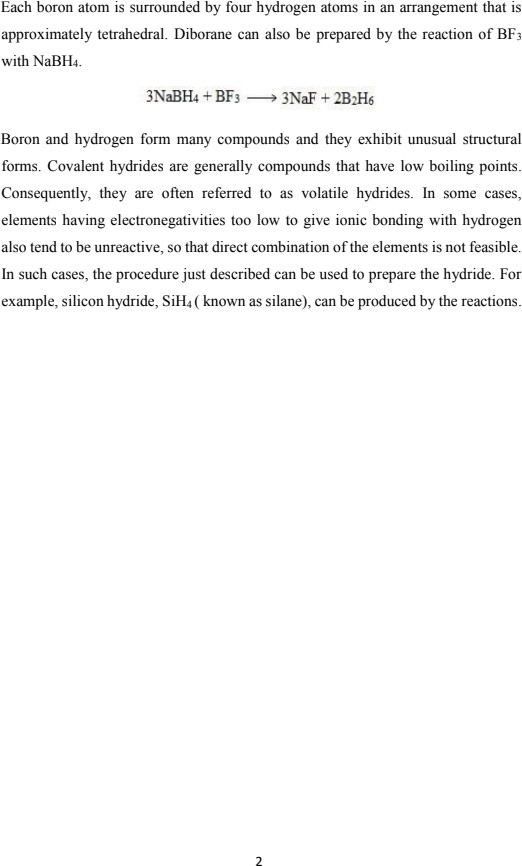 Each boron atom is surrounded by four hydrogen atoms in an arrangement that is
approximately tetrahedral. Diborane can also be prepared by the reaction of BF₃
with NaBH₄.
3NaBH₄ + BF₃ ⟶ 3NaF + 2B₂H₆
Boron and hydrogen form many compounds and they exhibit unusual structural
forms. Covalent hydrides are generally compounds that have low boiling points.
Consequently, they are often referred to as volatile hydrides. In some cases,
elements having electronegativities too low to give ionic bonding with hydrogen
also tend to be unreactive, so that direct combination of the elements is not feasible.
In such cases, the procedure just described can be used to prepare the hydride. For
example, silicon hydride, SiH₄ ( known as silane), can be produced by the reactions.
2